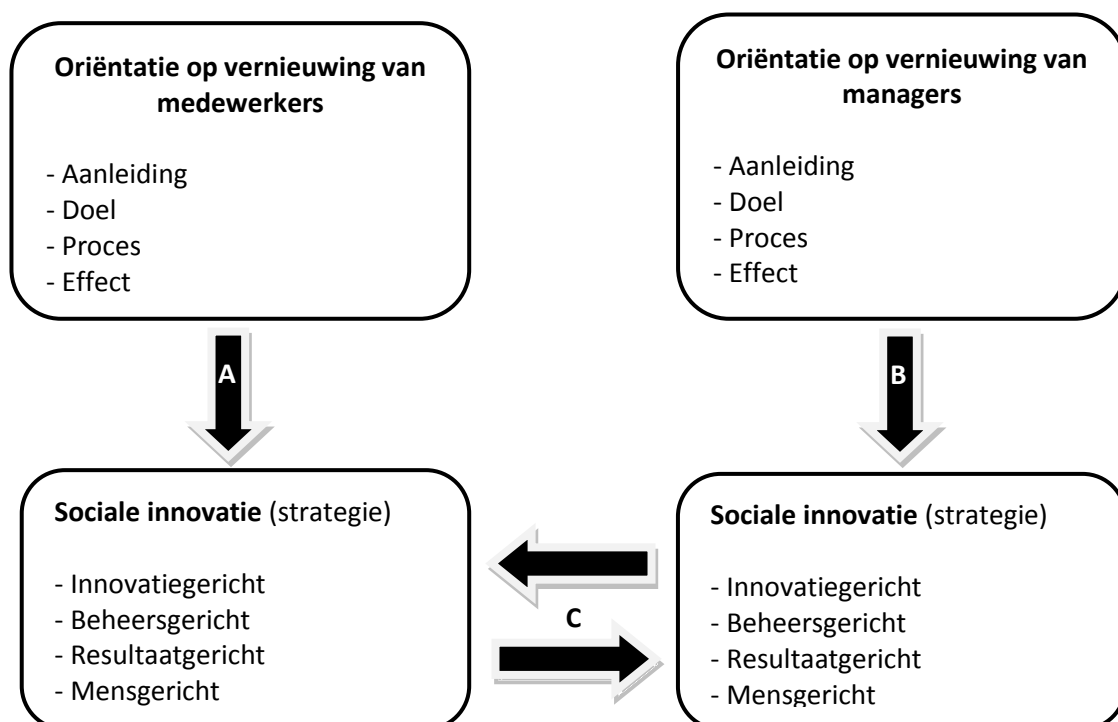 Oriëntatie op vernieuwing van
medewerkers
- Aanleiding
- Doel
- Proces
- Effect
Oriëntatie op vernieuwing van
managers
- Aanleiding
- Doel
- Proces
- Effect
A
B
Sociale innovatie (strategie)
- Innovatiegericht
- Beheersgericht
- Resultaatgericht
- Mensgericht
C
Sociale innovatie (strategie)
- Innovatiegericht
- Beheersgericht
- Resultaatgericht
- Mensgericht